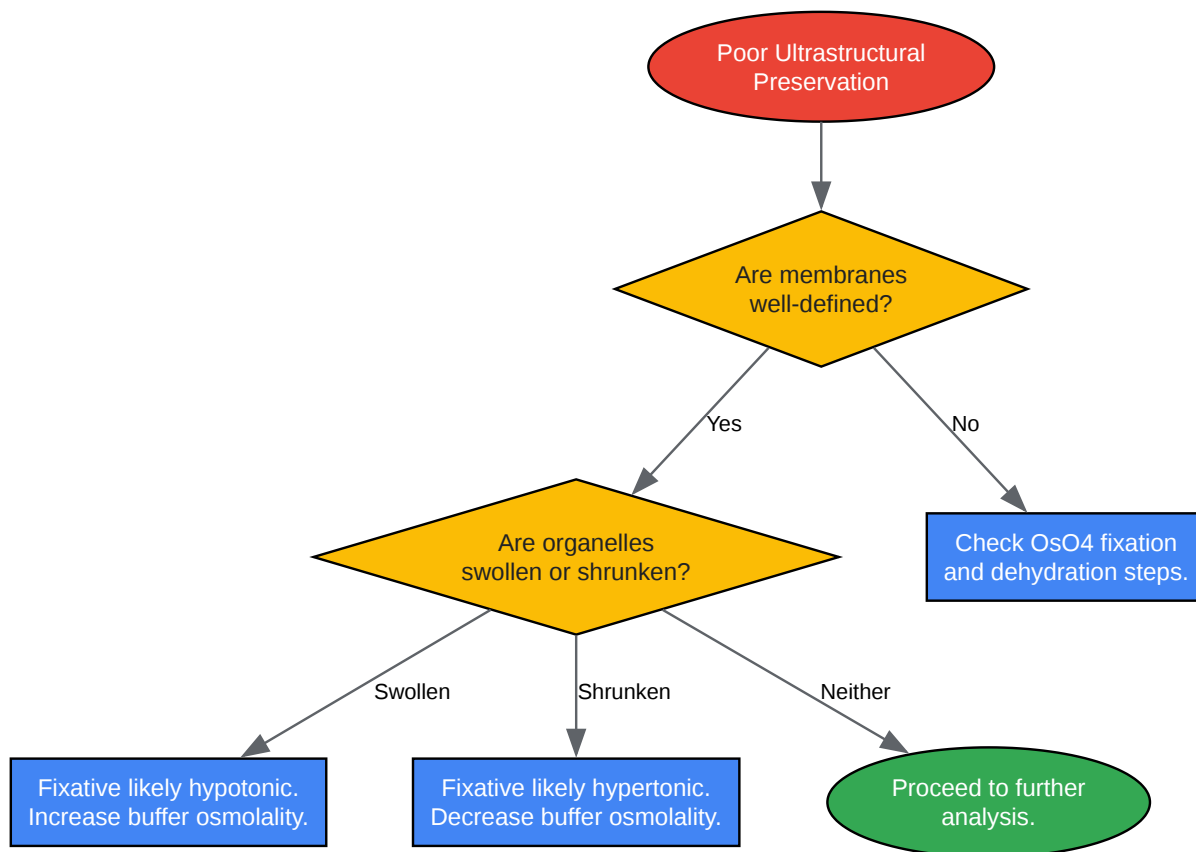 Poor Ultrastructural
Preservation
Are membranes
well-defined?
Yes
No
Are organelles
swollen or shrunken?
Check OsO4 fixation
and dehydration steps.
Swollen
Shrunken
Neither
Fixative likely hypotonic.
Increase buffer osmolality.
Fixative likely hypertonic.
Decrease buffer osmolality.
Proceed to further
analysis.